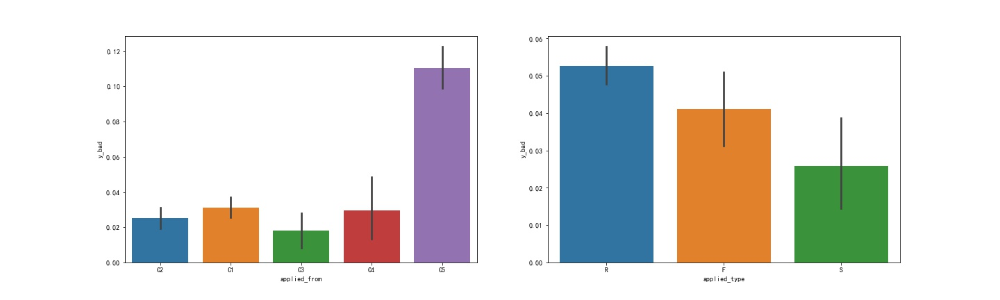 0.12
0.10
0.08
0.06
0.04
0.02
0.00
y_bad
C2 C1 C3 C4 C5
applied_from
0.06
0.05
0.04
0.03
0.02
0.01
0.00
y_bad
R F S
applied_type